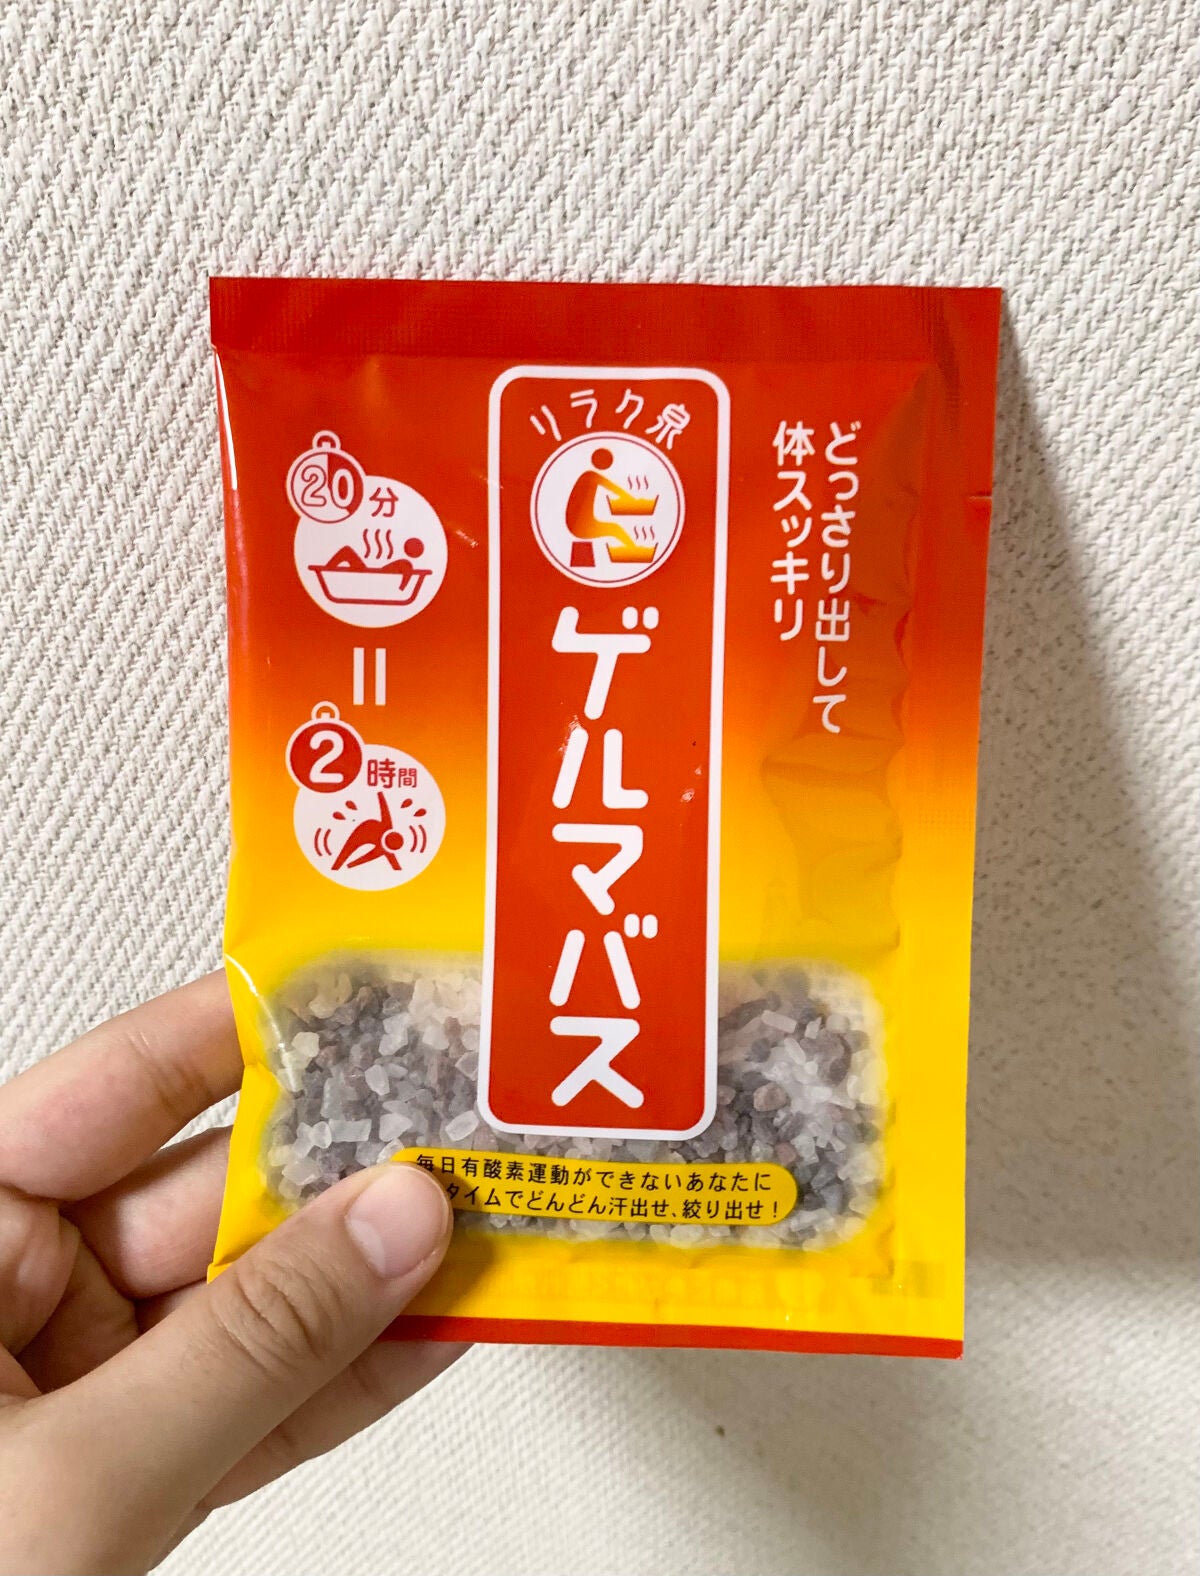 どっさり出して
体スッキリ
リラク泉
ゲルマバス
20分
=
2時間
毎日有酸素運動ができないあなたに
タイムでどんどん汗出せ、絞り出せ!